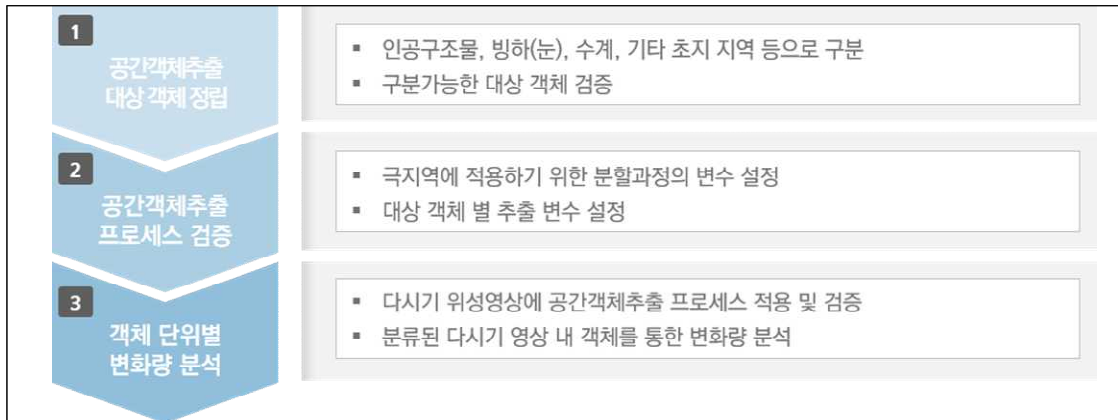 1
공간객체추출
대상 객체 정립
▪ 인공구조물, 빙하(눈), 수계, 기타 초지 지역 등으로 구분
▪ 구분가능한 대상 객체 검증
2
공간객체추출
프로세스 검증
▪ 극지역에 적용하기 위한 분할과정의 변수 설정
▪ 대상 객체 별 추출 변수 설정
3
객체 단위별
변화량 분석
▪ 다시기 위성영상에 공간객체추출 프로세스 적용 및 검증
▪ 분류된 다시기 영상 내 객체를 통한 변화량 분석